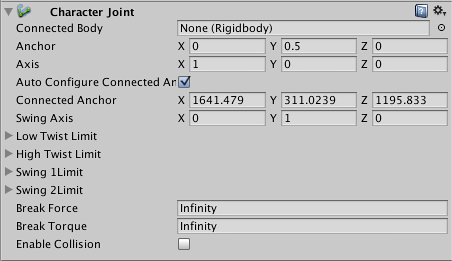 Character Joint
Connected Body None (Rigidbody)
Anchor X 0 Y 0.5 Z 0
Axis X 1 Y 0 Z 0
Auto Configure Connected An
Connected Anchor X 1641.479 Y 311.0239 Z 1195.833
Swing Axis X 0 Y 1 Z 0
Low Twist Limit
High Twist Limit
Swing 1Limit
Swing 2Limit
Break Force Infinity
Break Torque Infinity
Enable Collision